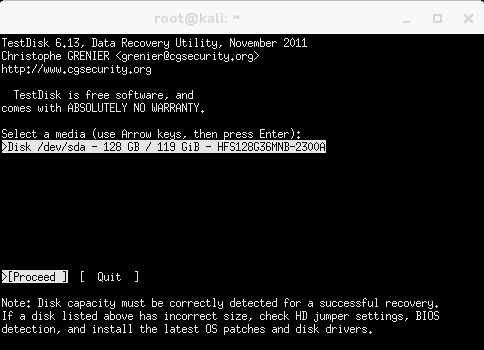 root@kali: ~
TestDisk 6.13, Data Recovery Utility, November 2011
Christophe GRENIER <grenier@cgsecurity.org>
http://www.cgsecurity.org
TestDisk is free software, and
comes with ABSOLUTELY NO WARRANTY.
Select a media (use Arrow keys, then press Enter):
>Disk /dev/sda - 128 GB / 119 GiB - HFS128G36MNB-2300A
>[Proceed ]  [  Quit  ]
Note: Disk capacity must be correctly detected for a successful recovery.
If a disk listed above has incorrect size, check HD jumper settings, BIOS
detection, and install the latest OS patches and disk drivers.